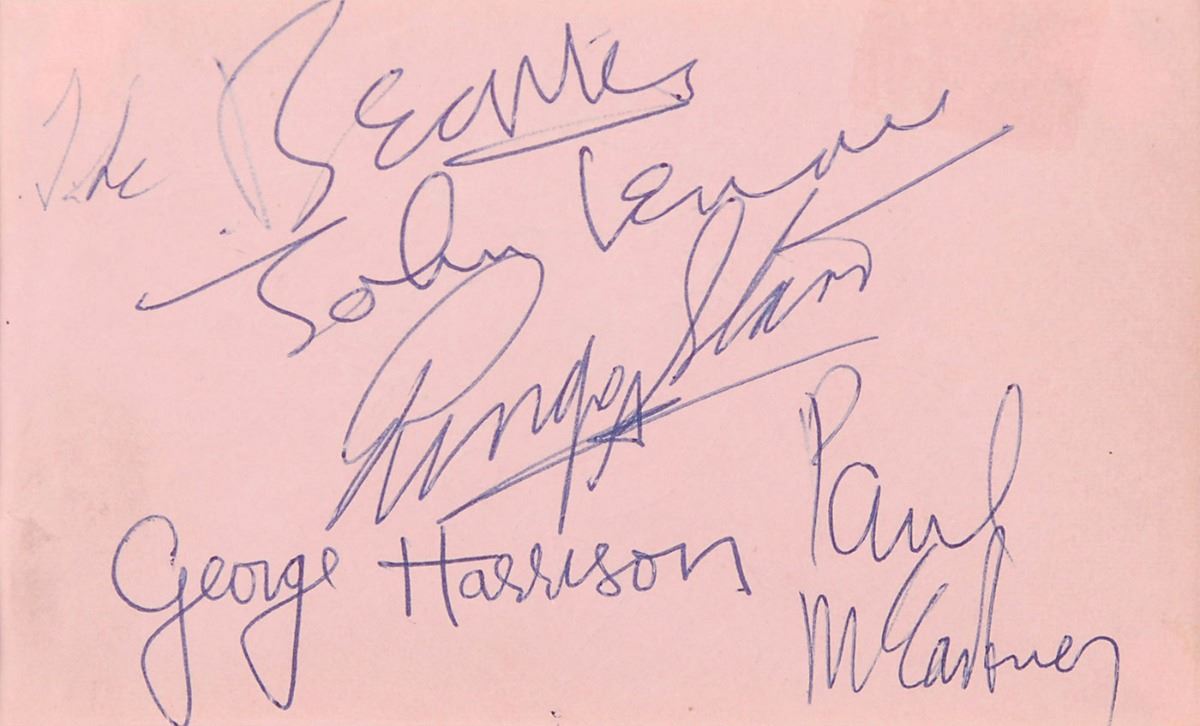 The Beatles
John Lennon
Ringo Starr
George Harrison
Paul
McCartney